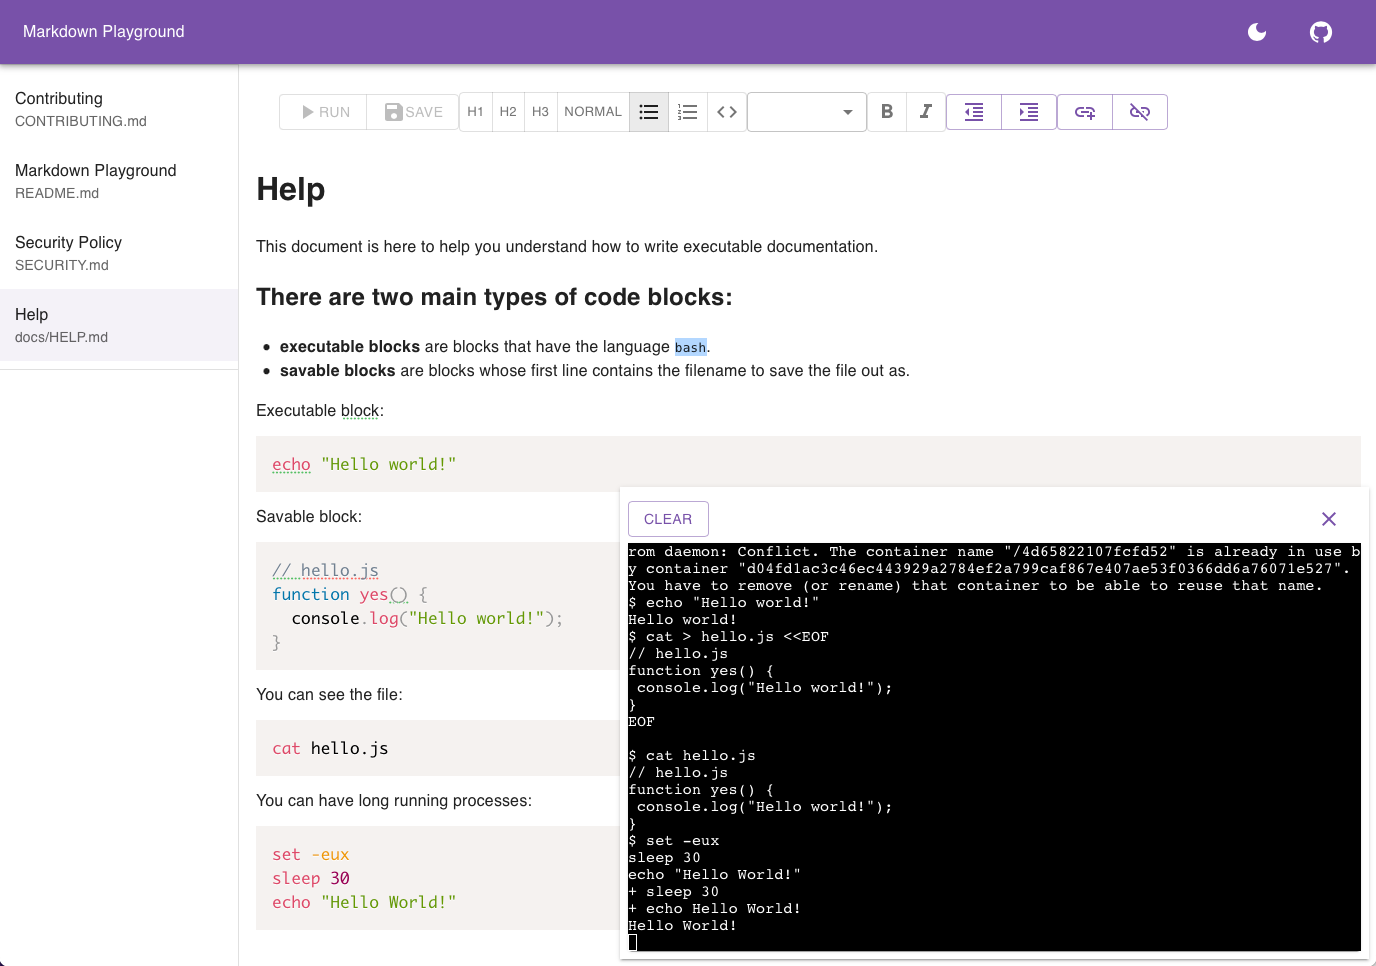 Markdown Playground
Contributing
CONTRIBUTING.md
Markdown Playground
README.md
Security Policy
SECURITY.md
Help
docs/HELP.md
RUN SAVE H1 H2 H3 NORMAL B I
Help
This document is here to help you understand how to write executable documentation.
There are two main types of code blocks:
• executable blocks are blocks that have the language bash.
• savable blocks are blocks whose first line contains the filename to save the file out as.
Executable block:
echo "Hello world!"
Savable block:
// hello.js
function yes() {
  console.log("Hello world!");
}
You can see the file:
cat hello.js
You can have long running processes:
set -eux
sleep 30
echo "Hello World!"
CLEAR
rom daemon: Conflict. The container name "/4d65822107fcfd52" is already in use b
y container "d04fd1ac3c46ec443929a2784ef2a799caf867e407ae53f0366dd6a76071e527".
You have to remove (or rename) that container to be able to reuse that name.
$ echo "Hello world!"
Hello world!
$ cat > hello.js <<EOF
// hello.js
function yes() {
 console.log("Hello world!");
}
EOF
$ cat hello.js
// hello.js
function yes() {
 console.log("Hello world!");
}
$ set -eux
sleep 30
echo "Hello World!"
+ sleep 30
+ echo Hello World!
Hello World!